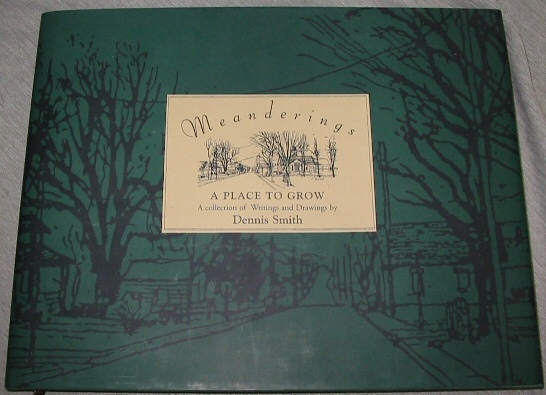 Meanderings
A PLACE TO GROW
A collection of Writings and Drawings by
Dennis Smith